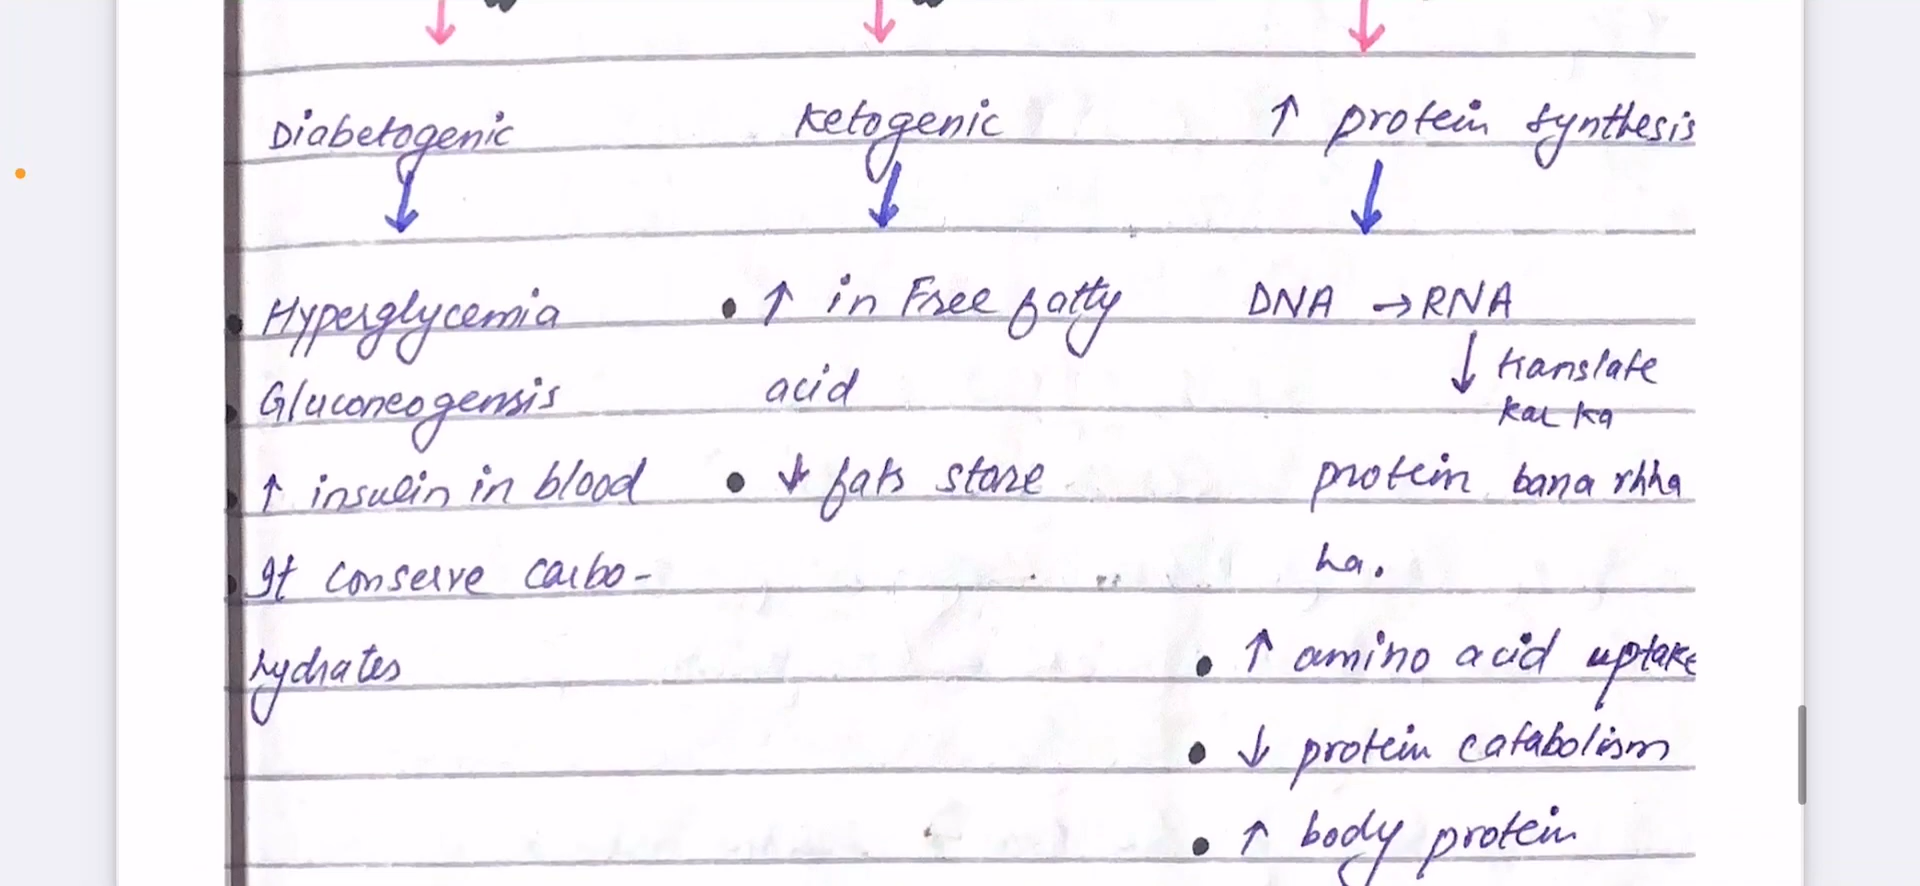 Diabetogenic Ketogenic ↑ protein synthesis
• Hyperglycemia • ↑ in Free fatty DNA → RNA
• Gluconeogensis acid ↓ translate
kar ka
• ↑ insulin in blood • ↓ fats store protein bana rhha
• It conserve carbo- ha.
hydrates • ↑ amino acid uptake
• ↓ protein catabolism
• ↑ body protein